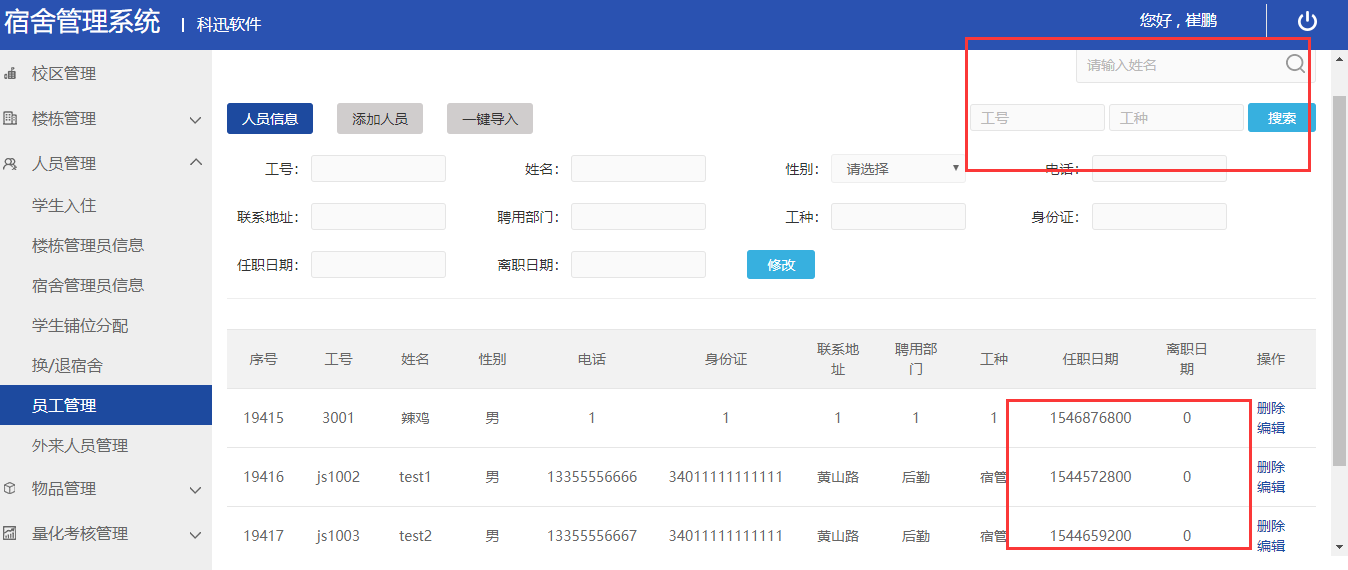 宿舍管理系统 | 科迅软件 您好，崔鹏
校区管理
楼栋管理
人员管理
学生入住
楼栋管理员信息
宿舍管理员信息
学生铺位分配
换/退宿舍
员工管理
外来人员管理
物品管理
量化考核管理
请输入姓名
人员信息 添加人员 一键导入 工号 工种 搜索
工号： 姓名： 性别： 请选择 电话：
联系地址： 聘用部门： 工种： 身份证：
任职日期： 离职日期： 修改
序号 工号 姓名 性别 电话 身份证 联系地址 聘用部门 工种 任职日期 离职日期 操作
19415 3001 辣鸡 男 1 1 1 1 1 1546876800 0 删除 编辑
19416 js1002 test1 男 13355556666 34011111111111 黄山路 后勤 宿管 1544572800 0 删除 编辑
19417 js1003 test2 男 13355556667 34011111111111 黄山路 后勤 宿管 1544659200 0 删除 编辑